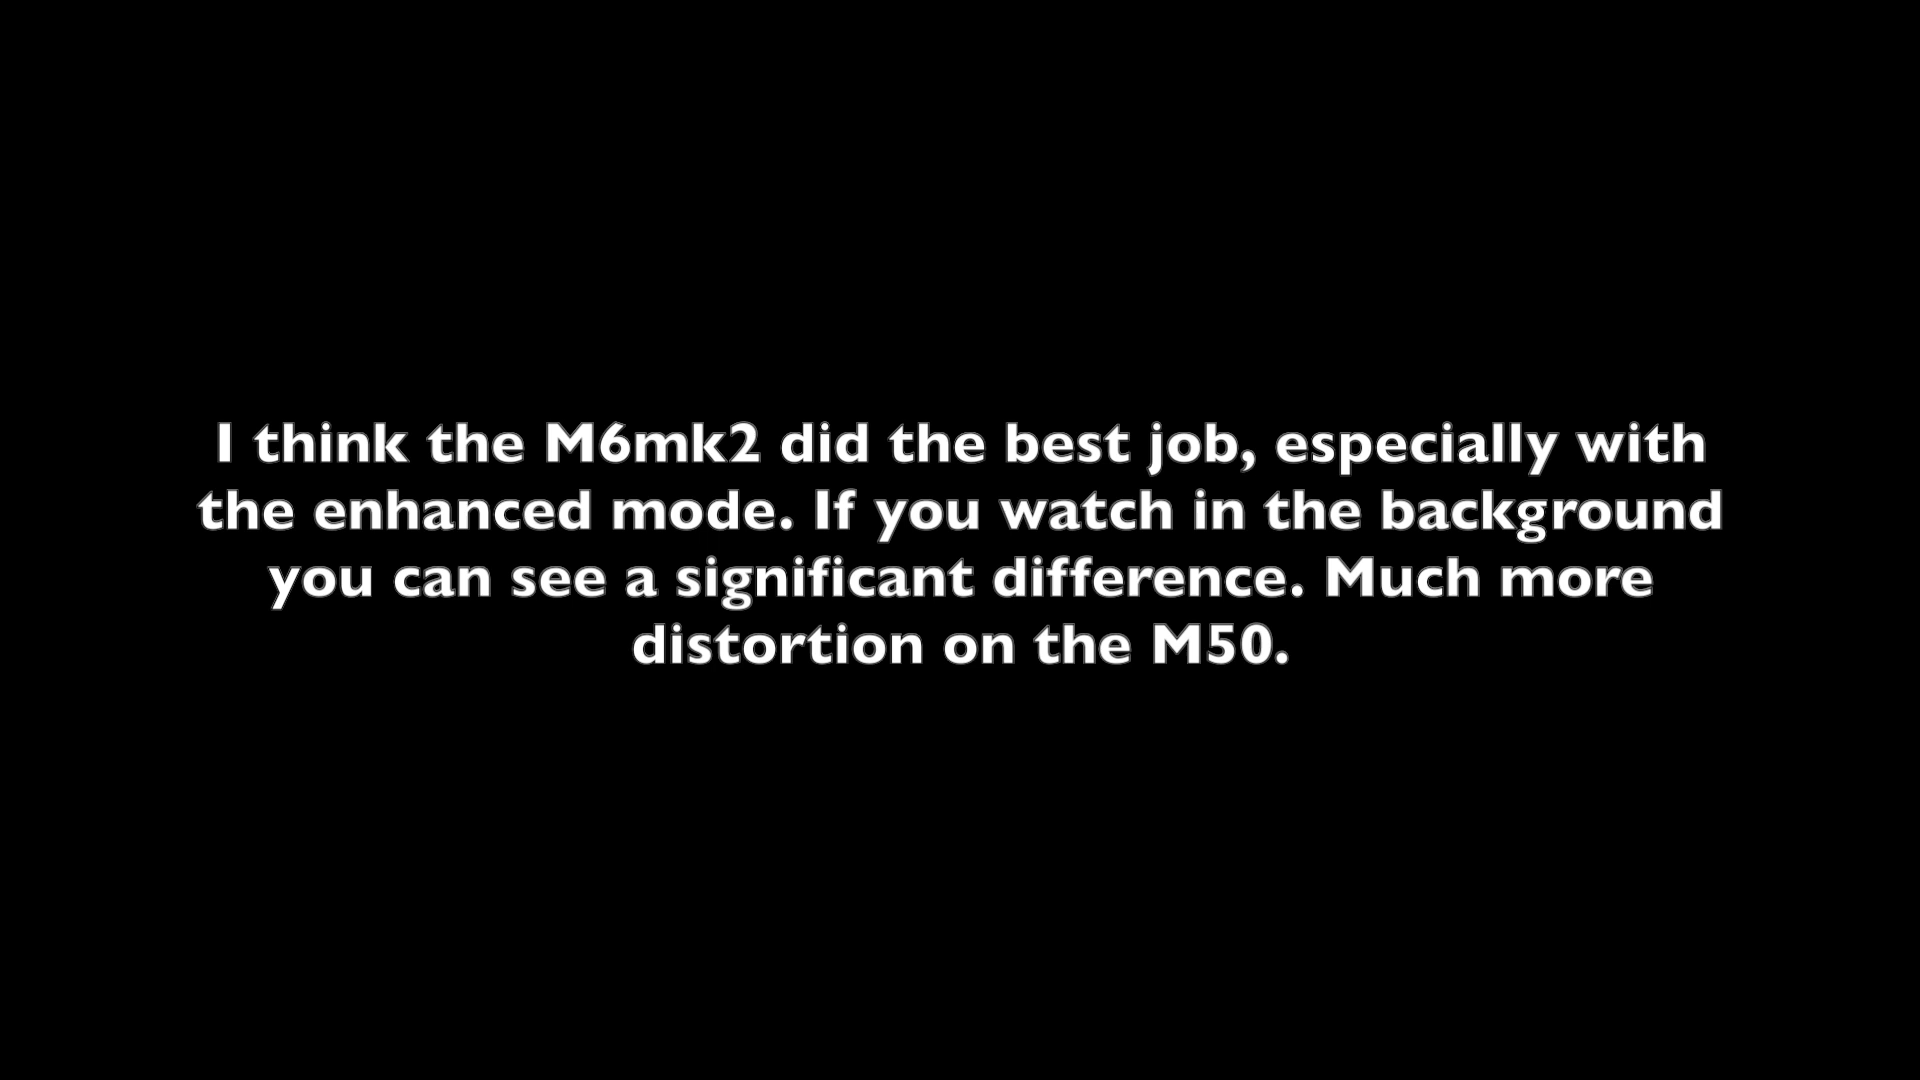 I think the M6mk2 did the best job, especially with
the enhanced mode. If you watch in the background
you can see a significant difference. Much more
distortion on the M50.